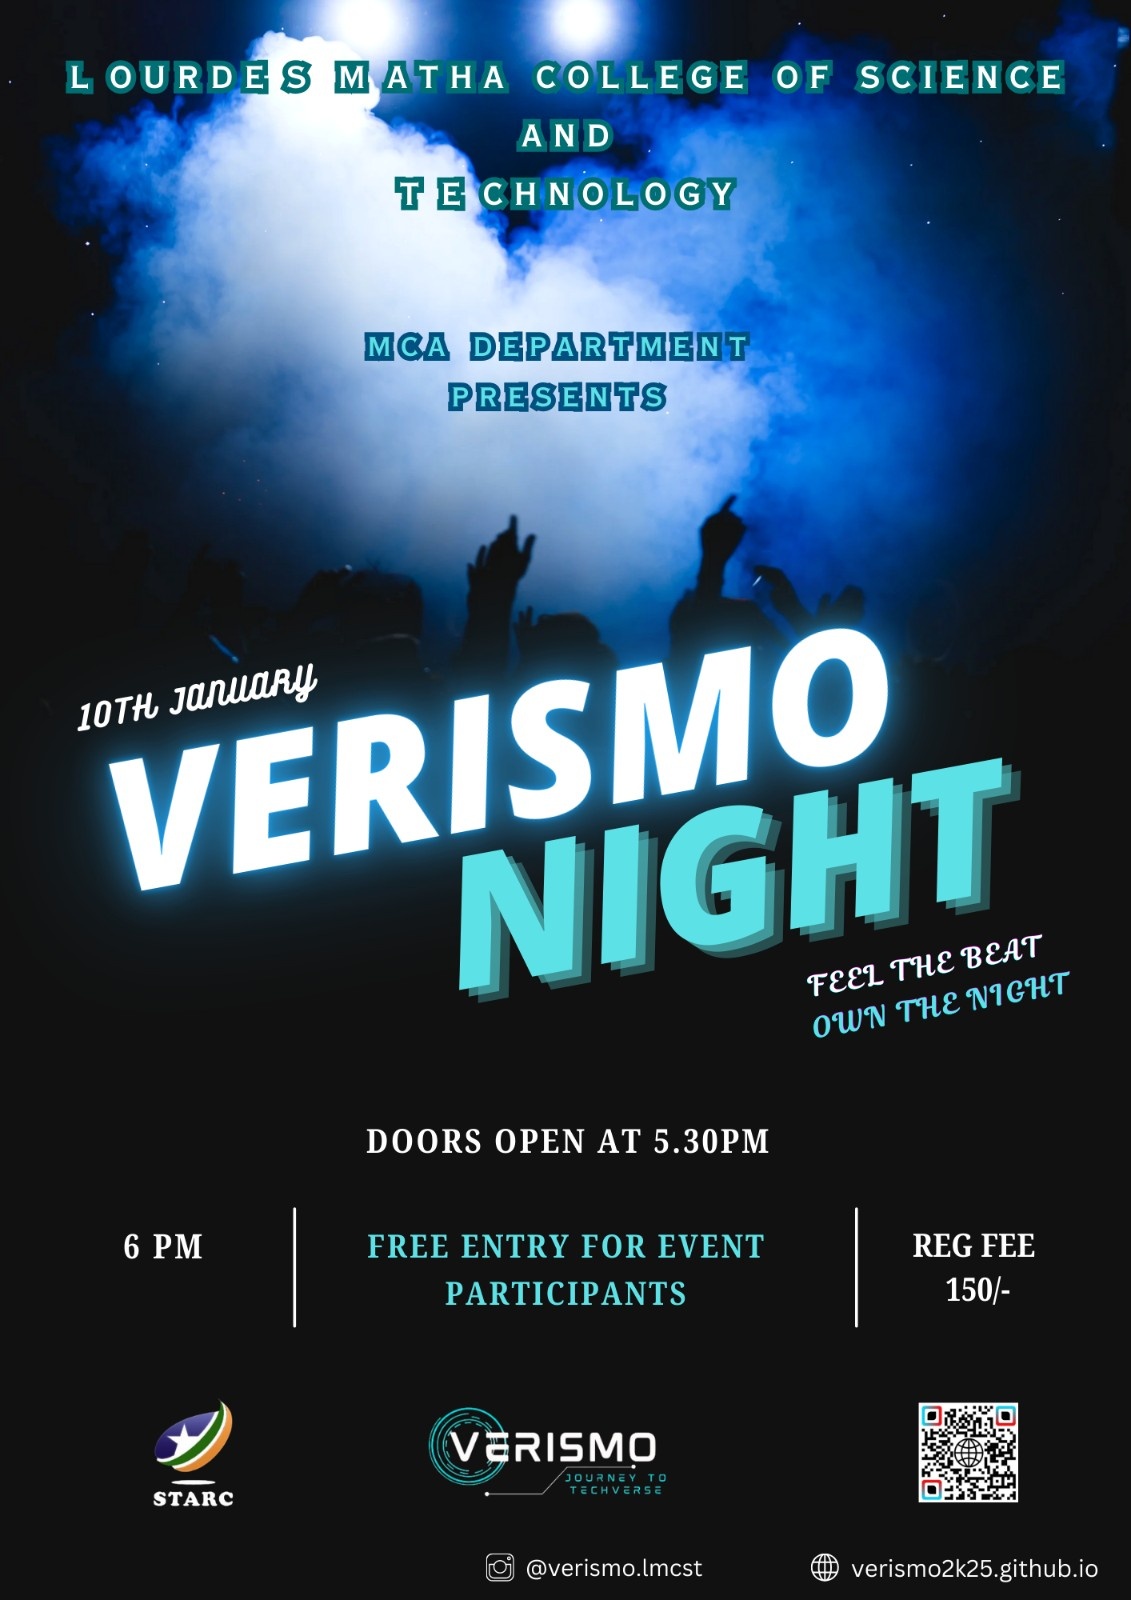 LOURDES MATHA COLLEGE OF SCIENCE
AND
TECHNOLOGY
MCA DEPARTMENT
PRESENTS
10TH JANUARY
VERISMO
NIGHT
FEEL THE BEAT
OWN THE NIGHT
DOORS OPEN AT 5.30PM
6 PM
FREE ENTRY FOR EVENT
PARTICIPANTS
REG FEE
150/-
STARC
VERISMO
JOURNEY TO
TECHVERSE
@verismo.lmcst
verismo2k25.github.io